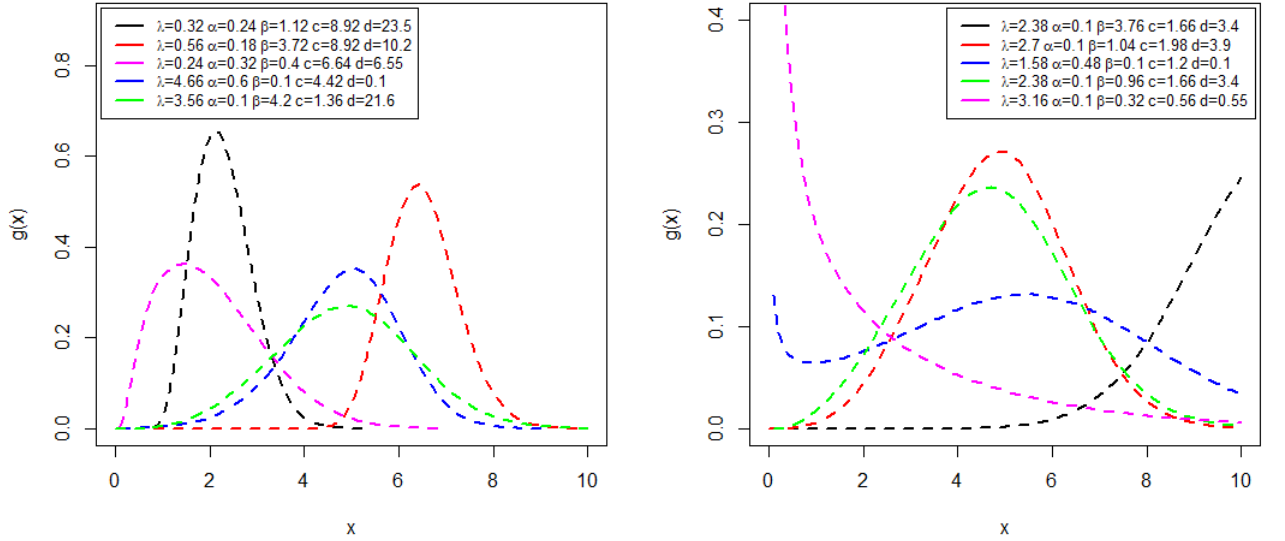 λ=0.32 α=0.24 β=1.12 c=8.92 d=23.5
λ=0.56 α=0.18 β=3.72 c=8.92 d=10.2
λ=0.24 α=0.32 β=0.4 c=6.64 d=6.55
λ=4.66 α=0.6 β=0.1 c=4.42 d=0.1
λ=3.56 α=0.1 β=4.2 c=1.36 d=21.6
g(x)
0.8
0.6
0.4
0.2
0.0
0 2 4 6 8 10
x
λ=2.38 α=0.1 β=3.76 c=1.66 d=3.4
λ=2.7 α=0.1 β=1.04 c=1.98 d=3.9
λ=1.58 α=0.48 β=0.1 c=1.2 d=0.1
λ=2.38 α=0.1 β=0.96 c=1.66 d=3.4
λ=3.16 α=0.1 β=0.32 c=0.56 d=0.55
g(x)
0.4
0.3
0.2
0.1
0.0
0 2 4 6 8 10
x